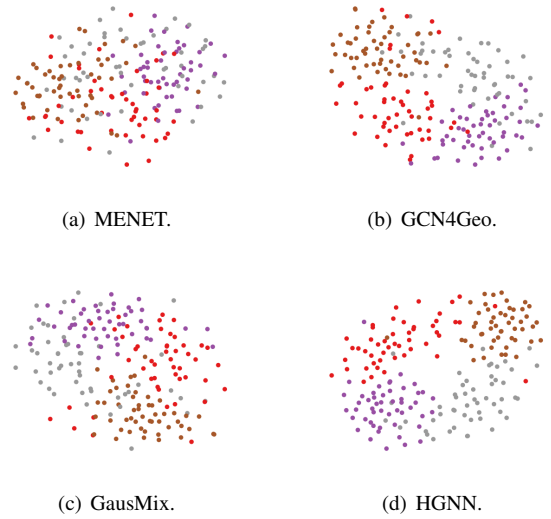 (a) MENET.
(b) GCN4Geo.
(c) GausMix.
(d) HGNN.